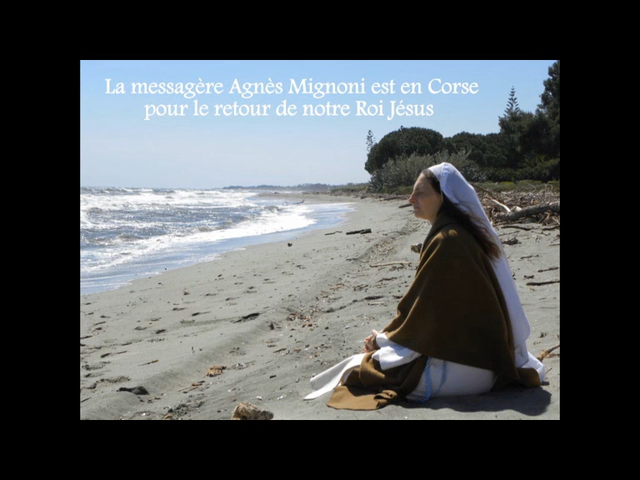 La messagère Agnès Mignoni est en Corse
pour le retour de notre Roi Jésus